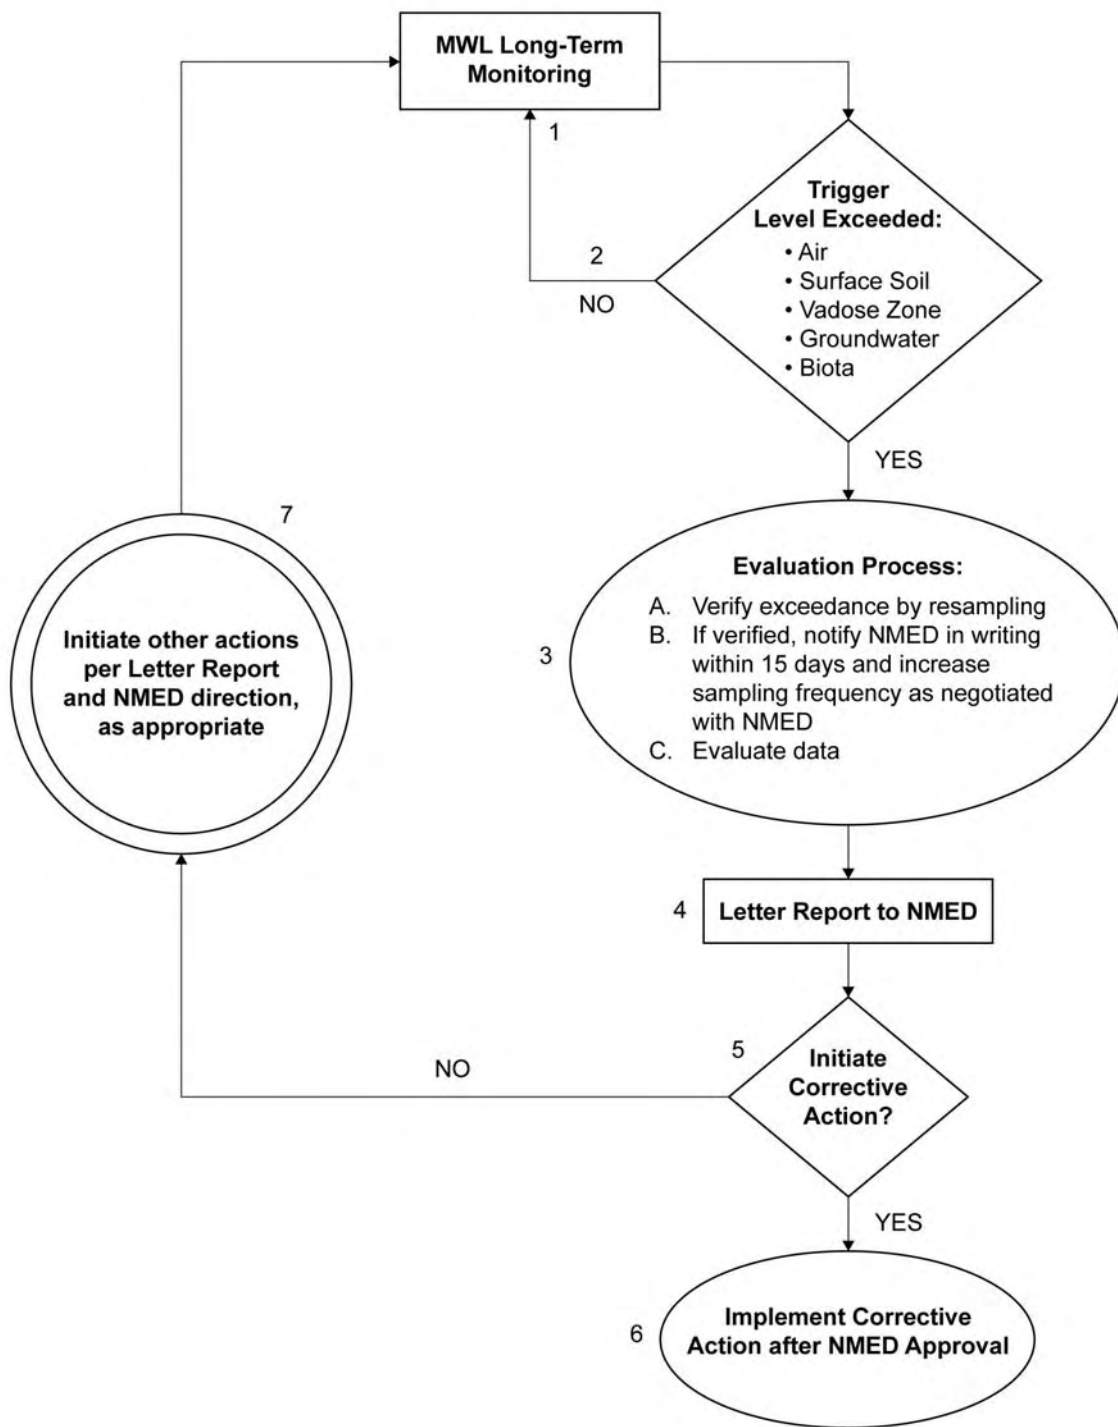 MWL Long-Term
Monitoring
1
Trigger
Level Exceeded:
• Air
• Surface Soil
• Vadose Zone
• Groundwater
• Biota
2
NO
YES
7
Initiate other actions
per Letter Report
and NMED direction,
as appropriate
3
Evaluation Process:
A. Verify exceedance by resampling
B. If verified, notify NMED in writing
within 15 days and increase
sampling frequency as negotiated
with NMED
C. Evaluate data
4
Letter Report to NMED
5
Initiate
Corrective
Action?
NO
YES
6
Implement Corrective
Action after NMED Approval